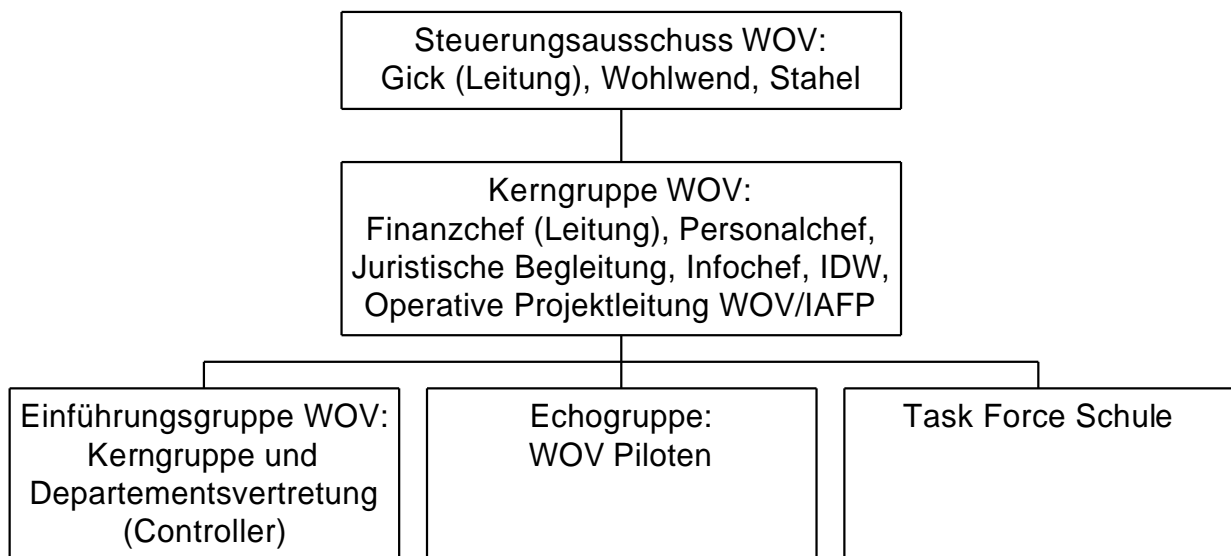 Steuerungsausschuss WOV:
Gick (Leitung), Wohlwend, Stahel
Kerngruppe WOV:
Finanzchef (Leitung), Personalchef,
Juristische Begleitung, Infochef, IDW,
Operative Projektleitung WOV/IAFP
Einführungsgruppe WOV:
Kerngruppe und
Departementsvertretung
(Controller)
Echogruppe:
WOV Piloten
Task Force Schule